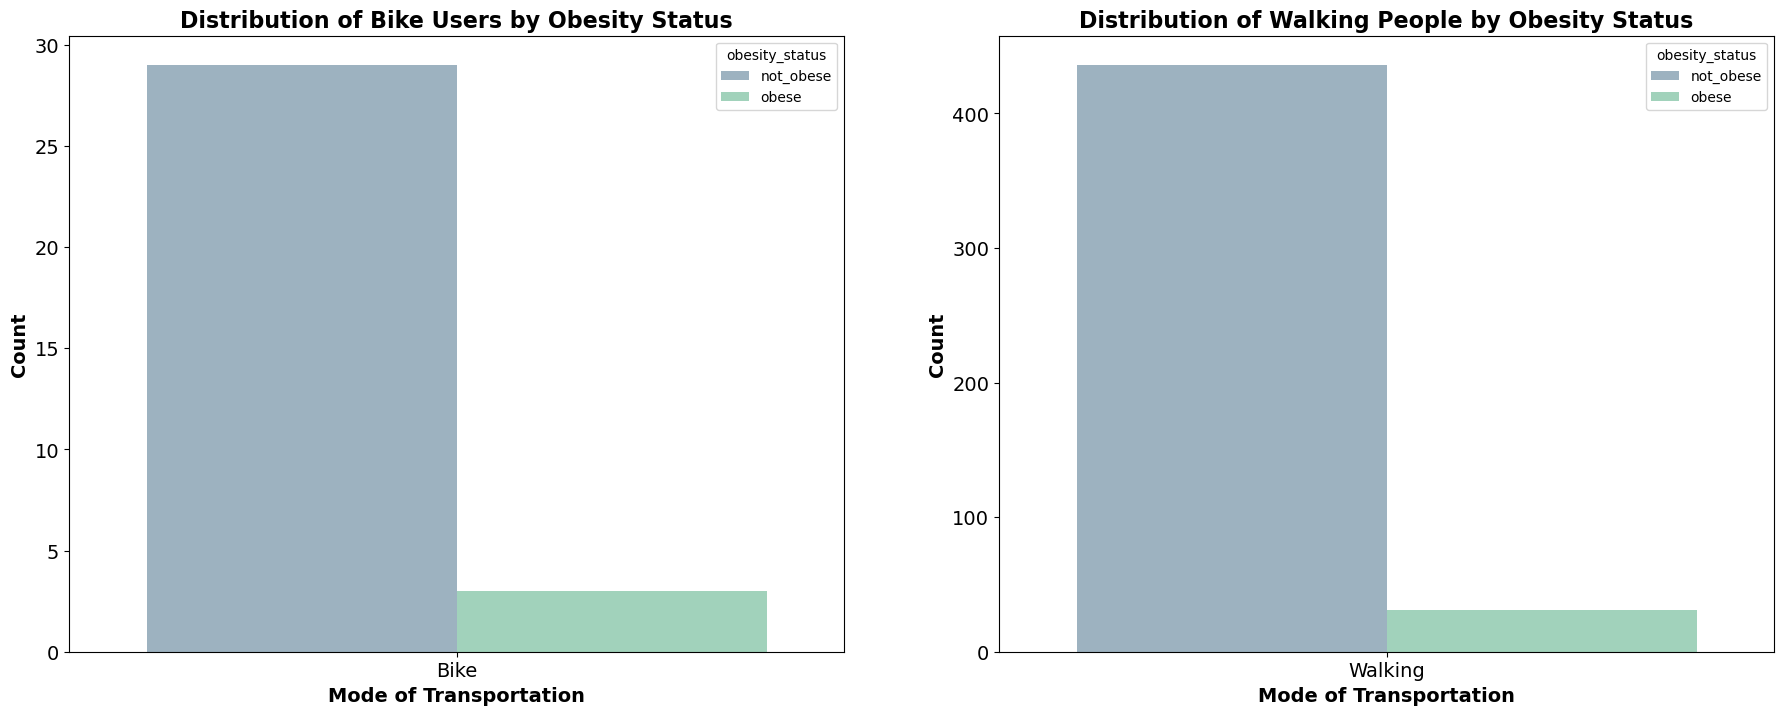 Distribution of Bike Users by Obesity Status
30
25
20
15
10
5
0
Count
obesity_status
not_obese
obese
Bike
Mode of Transportation
Distribution of Walking People by Obesity Status
400
300
200
100
0
Count
obesity_status
not_obese
obese
Walking
Mode of Transportation